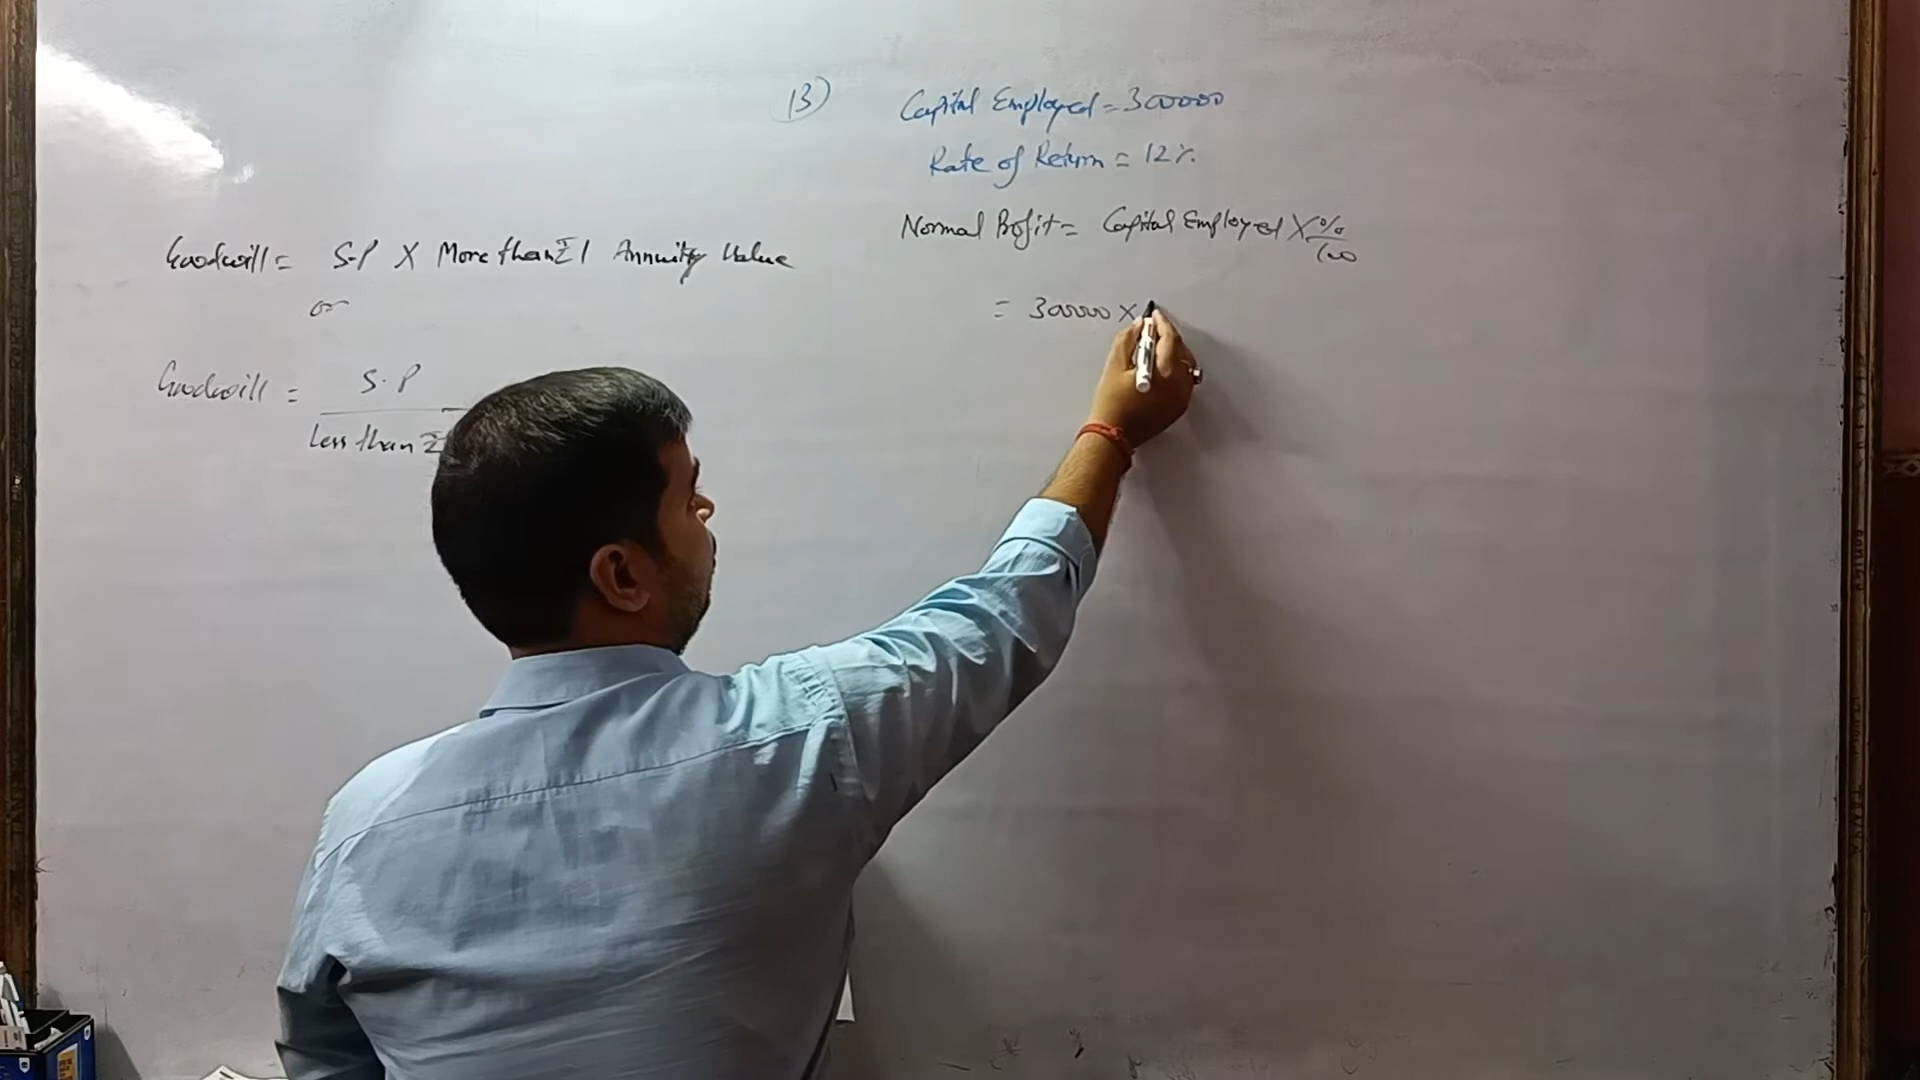 13)
Capital Employed = 300000
Rate of Return = 12%
Normal Profit = Capital Employed X %/100
= 300000 X
Goodwill = S.P X More than ₹1 Annuity Value
or
Goodwill = S.P
Less than ₹